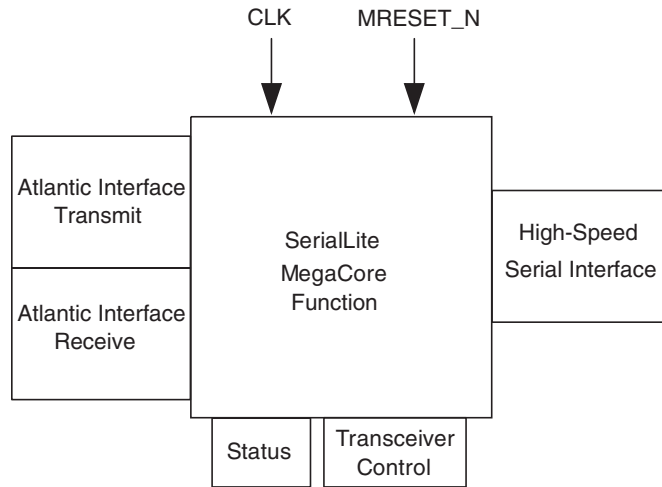 CLK
MRESET_N
Atlantic Interface
Transmit
Atlantic Interface
Receive
SerialLite
MegaCore
Function
High-Speed
Serial Interface
Status
Transceiver
Control